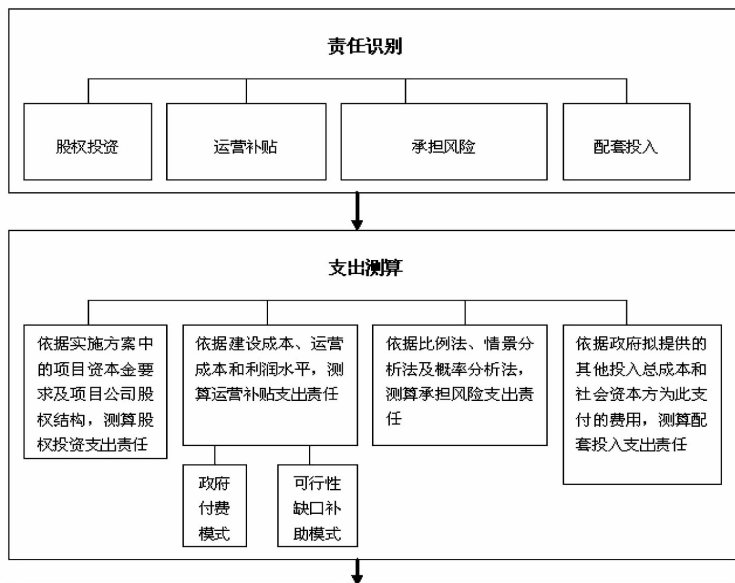 责任识别
股权投资
运营补贴
承担风险
配套投入
支出测算
依据实施方案中
的项目资本金要
求及项目公司股
权结构，测算股
权投资支出责任
依据建设成本、运营
成本和利润水平，测
算运营补贴支出责任
依据比例法、情景分
析法及概率分析法，
测算承担风险支出责
任
依据政府拟提供的
其他投入总成本和
社会资本方为此支
付的费用，测算配
套投入支出责任
政府
付费
模式
可行性
缺口补
助模式